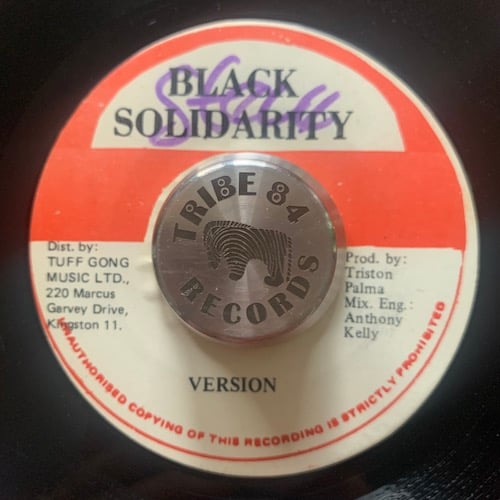 BLACK
SOLIDARITY
TRIBE 84
RECORDS
Dist. by:
TUFF GONG
MUSIC LTD.,
220 Marcus
Garvey Drive,
Kingston 11.
Prod. by:
Triston
Palma
Mix. Eng.:
Anthony
Kelly
VERSION
UNAUTHORISED COPYING OF THIS RECORDING IS STRICTLY PROHIBITED